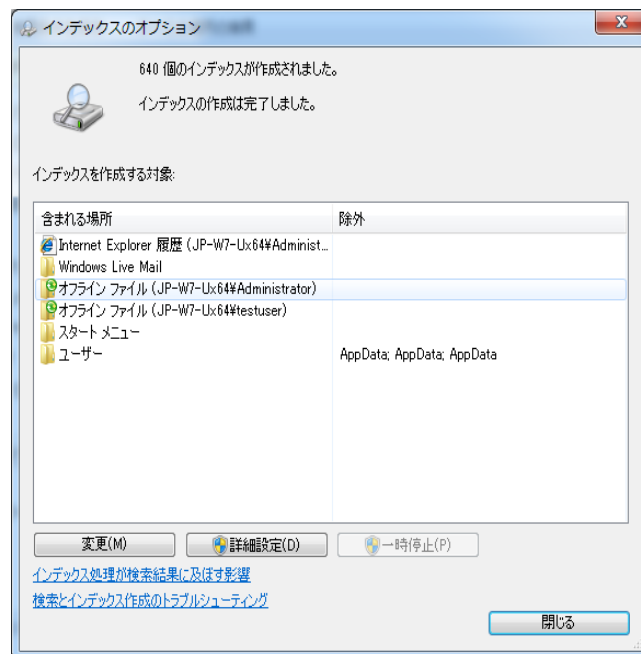 インデックスのオプション
640 個のインデックスが作成されました。
インデックスの作成は完了しました。
インデックスを作成する対象:
含まれる場所 除外
Internet Explorer 履歴 (JP-W7-Ux64¥Administ...
Windows Live Mail
オフライン ファイル (JP-W7-Ux64¥Administrator)
オフライン ファイル (JP-W7-Ux64¥testuser)
スタート メニュー
ユーザー AppData; AppData; AppData
変更(M) 詳細設定(D) 一時停止(P)
インデックス処理が検索結果に及ぼす影響
検索とインデックス作成のトラブルシューティング
閉じる